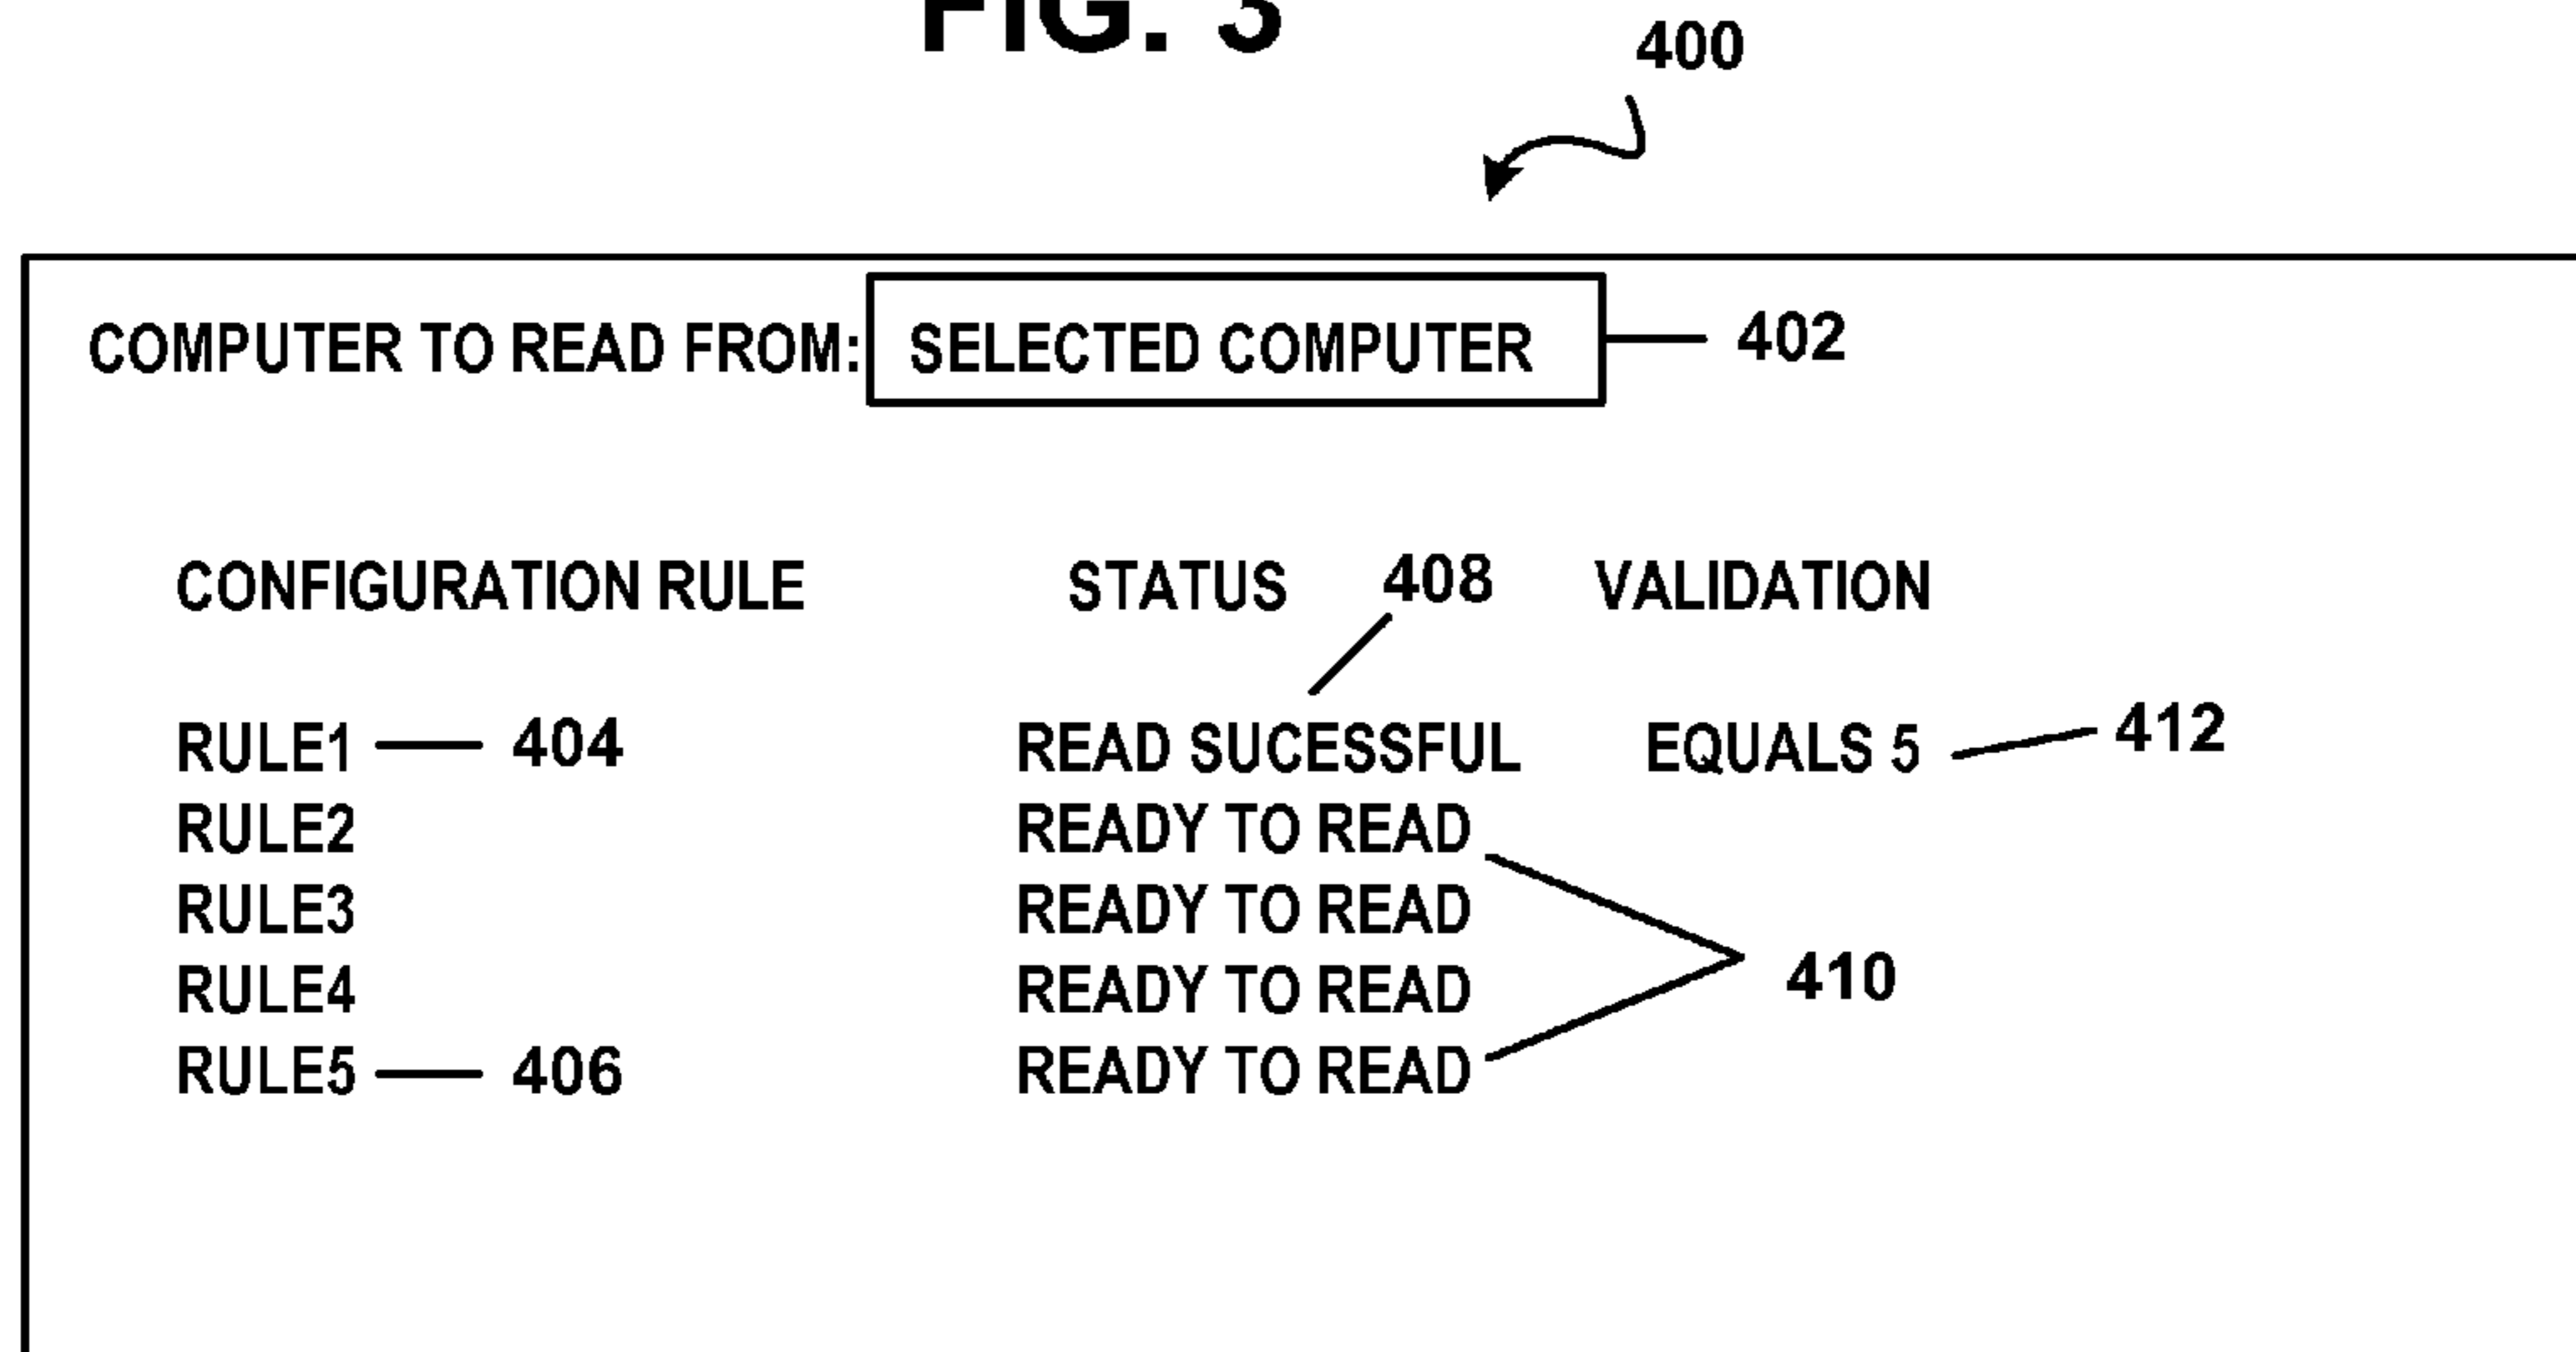 FIG. 3
400
COMPUTER TO READ FROM: SELECTED COMPUTER 402
CONFIGURATION RULE STATUS 408 VALIDATION
RULE1 404 READ SUCESSFUL EQUALS 5 412
RULE2 READY TO READ
RULE3 READY TO READ
RULE4 READY TO READ 410
RULE5 406 READY TO READ